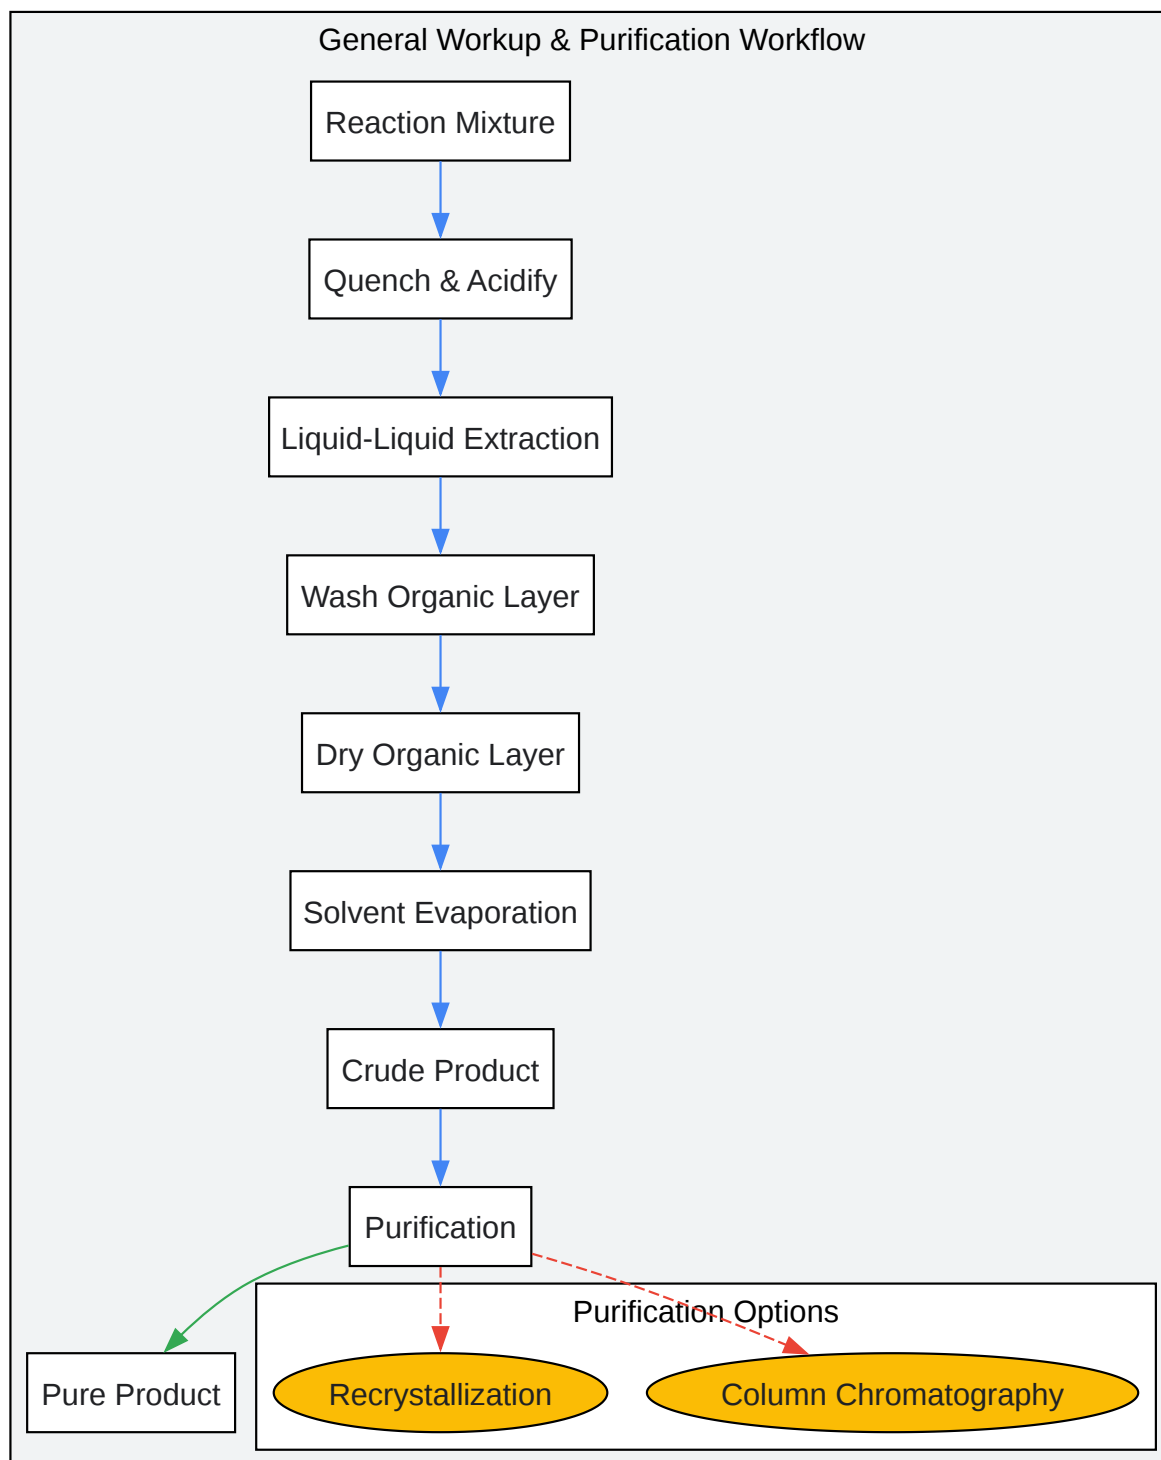 General Workup & Purification Workflow
Reaction Mixture
Quench & Acidify
Liquid-Liquid Extraction
Wash Organic Layer
Dry Organic Layer
Solvent Evaporation
Crude Product
Purification
Purification Options
Pure Product
Recrystallization
Column Chromatography